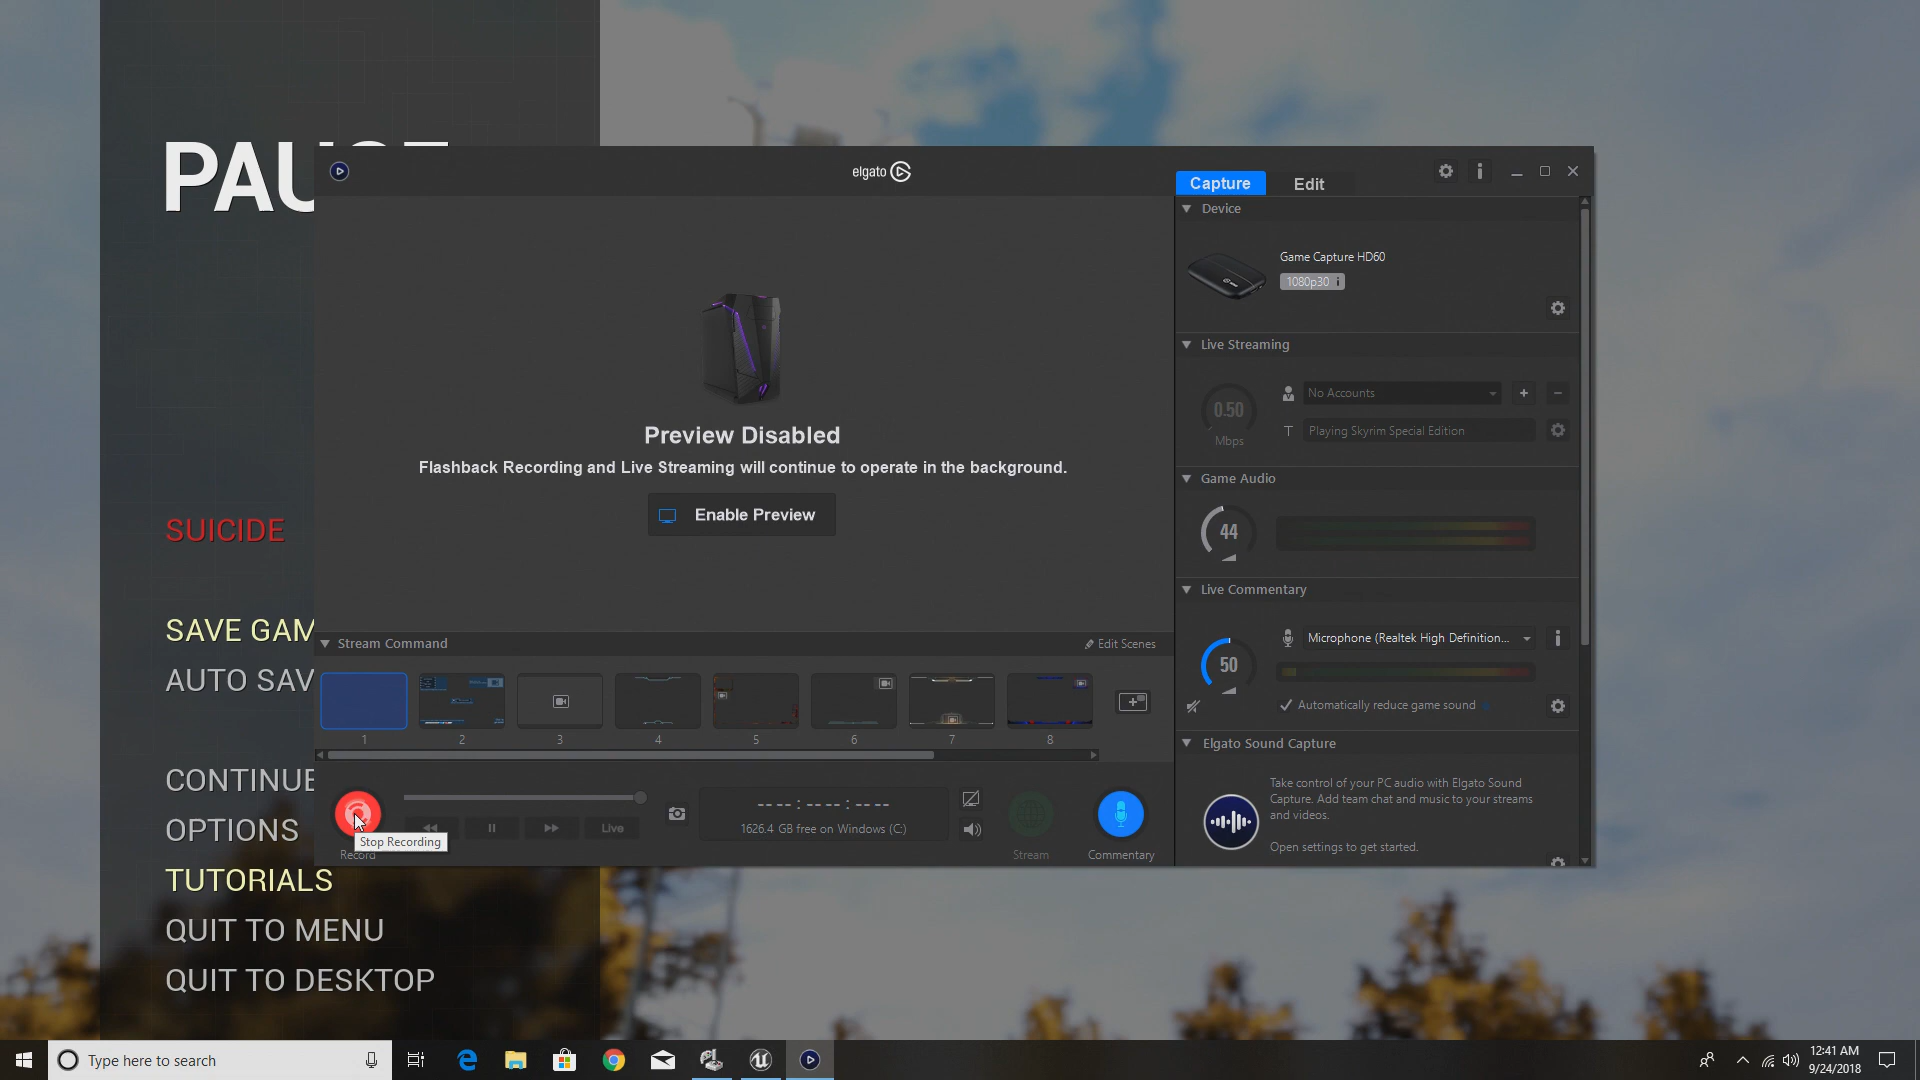 PAU
SUICIDE
SAVE GAM
AUTO SAV
CONTINUE
OPTIONS
TUTORIALS
QUIT TO MENU
QUIT TO DESKTOP
elgato
Capture
Edit
Preview Disabled
Flashback Recording and Live Streaming will continue to operate in the background.
Enable Preview
Stream Command
Edit Scenes
1
2
3
4
5
6
7
8
Stop Recording
Record
Live
-- -- : -- -- : -- --
1626.4 GB free on Windows (C:)
Stream
Commentary
Device
Game Capture HD60
1080p30 i
Live Streaming
0.50
Mbps
No Accounts
T
Playing Skyrim Special Edition
Game Audio
44
Live Commentary
50
Microphone (Realtek High Definition...
Automatically reduce game sound
Elgato Sound Capture
Take control of your PC audio with Elgato Sound
Capture. Add team chat and music to your streams
and videos.
Open settings to get started.
Type here to search
12:41 AM
9/24/2018